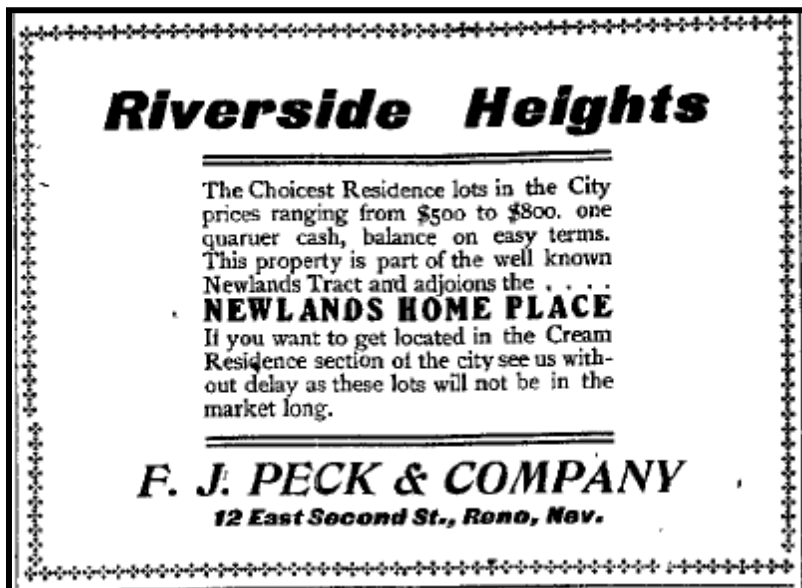 Riverside Heights
The Choicest Residence lots in the City
prices ranging from $500 to $800. one
quaruer cash, balance on easy terms.
This property is part of the well known
Newlands Tract and adjoions the . . . .
NEWLANDS HOME PLACE
If you want to get located in the Cream
Residence section of the city see us with-
out delay as these lots will not be in the
market long.
F. J. PECK & COMPANY
12 East Second St., Reno, Nev.